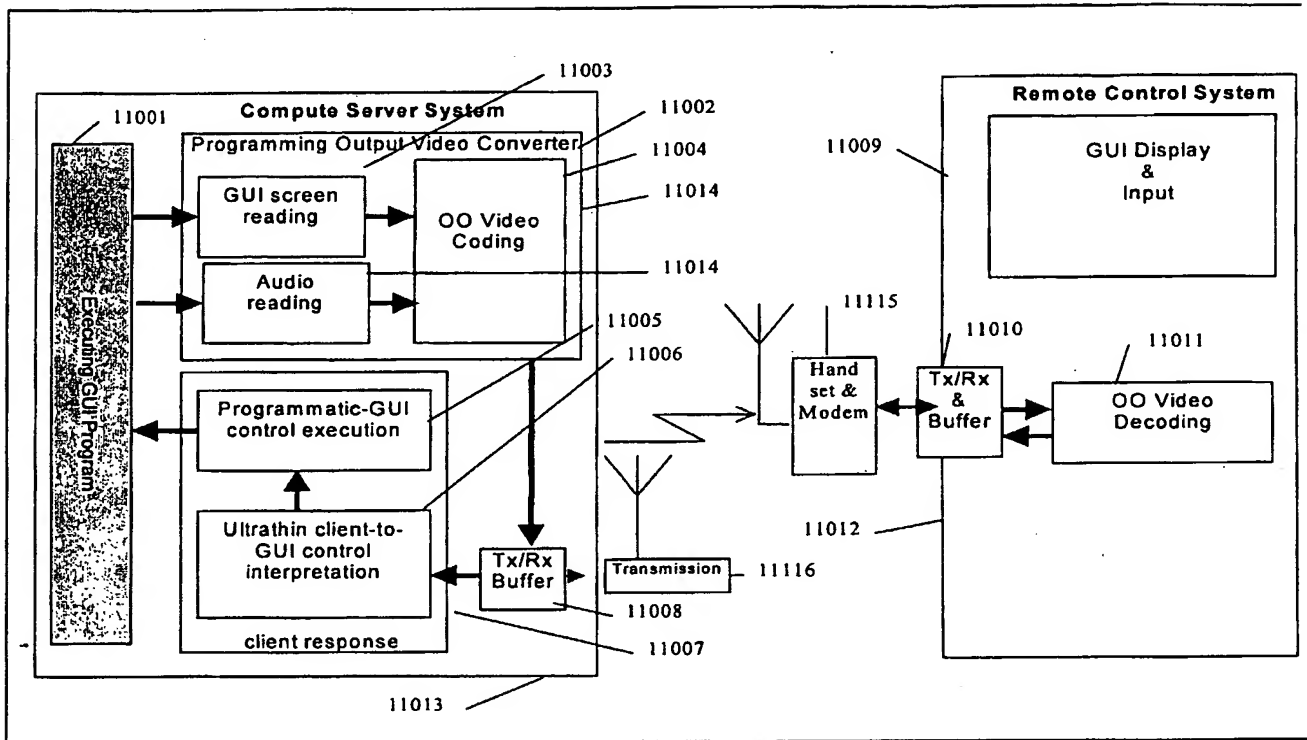 11003
11001
Compute Server System
11002
Remote Control System
Programming Output Video Converter
11004
11009
GUI Display
&
Input
GUI screen
reading
11014
OO Video
Coding
Audio
reading
11014
11115
11005
11010
11011
11006
Executing GUI Program
Hand
set &
Modem
Tx/Rx
&
Buffer
OO Video
Decoding
Programmatic-GUI
control execution
Ultrathin client-to-
GUI control
interpretation
11012
Tx/Rx
Buffer
Transmission
11116
11008
client response
11007
11013